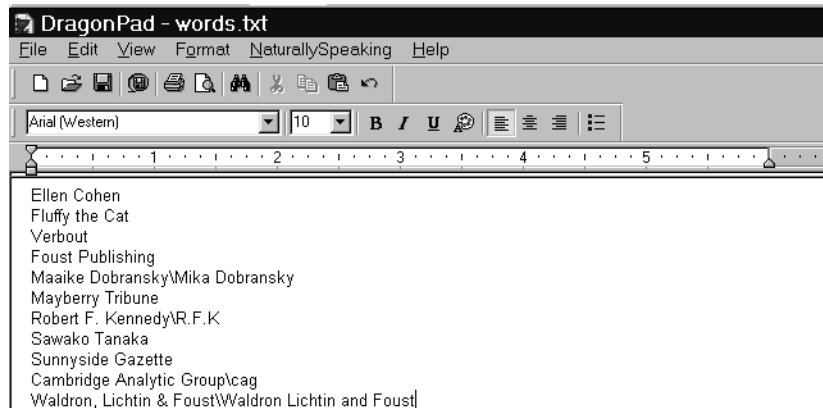 DragonPad - words.txt
File Edit View Format NaturallySpeaking Help
Arial (Western) 10 B I U
1 2 3 4 5
Ellen Cohen
Fluffy the Cat
Verbout
Foust Publishing
Maaike Dobransky\Mika Dobransky
Mayberry Tribune
Robert F. Kennedy\R.F.K
Sawako Tanaka
Sunnyside Gazette
Cambridge Analytic Group\cag
Waldron, Lichtin & Foust\Waldron Lichtin and Foust